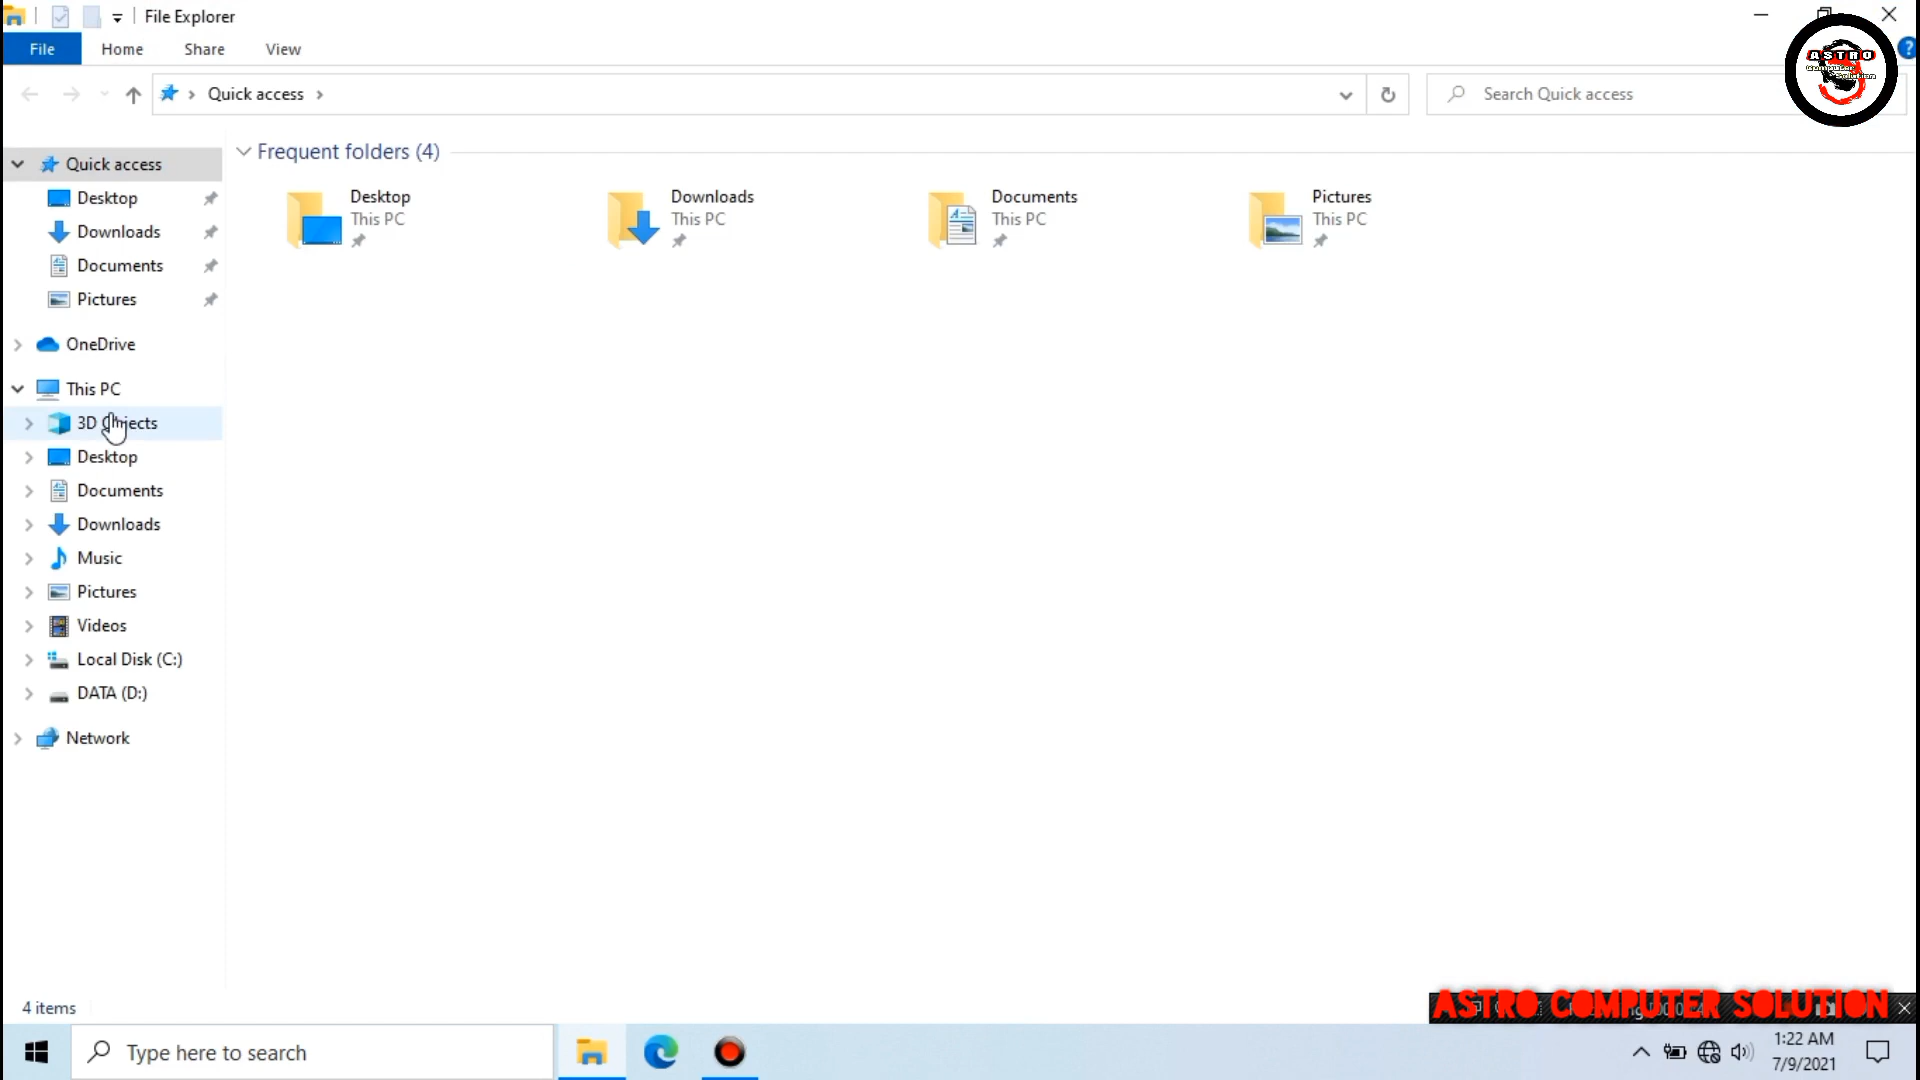 File Explorer
File Home Share View
Quick access
Search Quick access
ASTRO
Computer
Solution
Quick access
Desktop
Downloads
Documents
Pictures
OneDrive
This PC
3D Objects
Desktop
Documents
Downloads
Music
Pictures
Videos
Local Disk (C:)
DATA (D:)
Network
Frequent folders (4)
Desktop
This PC
Downloads
This PC
Documents
This PC
Pictures
This PC
4 items
ASTRO COMPUTER SOLUTION
Type here to search
1:22 AM
7/9/2021